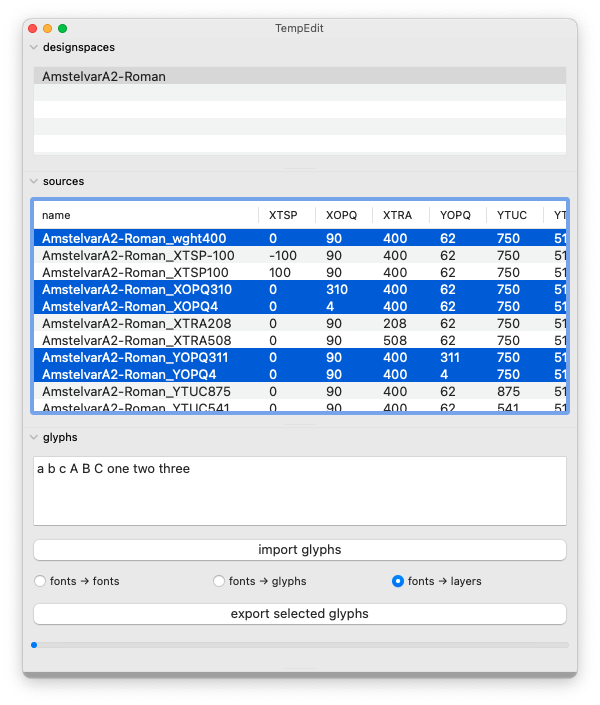 TempEdit
designspaces
AmstelvarA2-Roman
sources
name XTSP XOPQ XTRA YOPQ YTUC YT
AmstelvarA2-Roman_wght400 0 90 400 62 750 51
AmstelvarA2-Roman_XTSP-100 -100 90 400 62 750 51
AmstelvarA2-Roman_XTSP100 100 90 400 62 750 51
AmstelvarA2-Roman_XOPQ310 0 310 400 62 750 51
AmstelvarA2-Roman_XOPQ4 0 4 400 62 750 51
AmstelvarA2-Roman_XTRA208 0 90 208 62 750 51
AmstelvarA2-Roman_XTRA508 0 90 508 62 750 51
AmstelvarA2-Roman_YOPQ311 0 90 400 311 750 51
AmstelvarA2-Roman_YOPQ4 0 90 400 4 750 51
AmstelvarA2-Roman_YTUC875 0 90 400 62 875 51
AmstelvarA2-Roman_YTUC541 0 90 400 62 541 51
glyphs
a b c A B C one two three
import glyphs
fonts → fonts fonts → glyphs fonts → layers
export selected glyphs